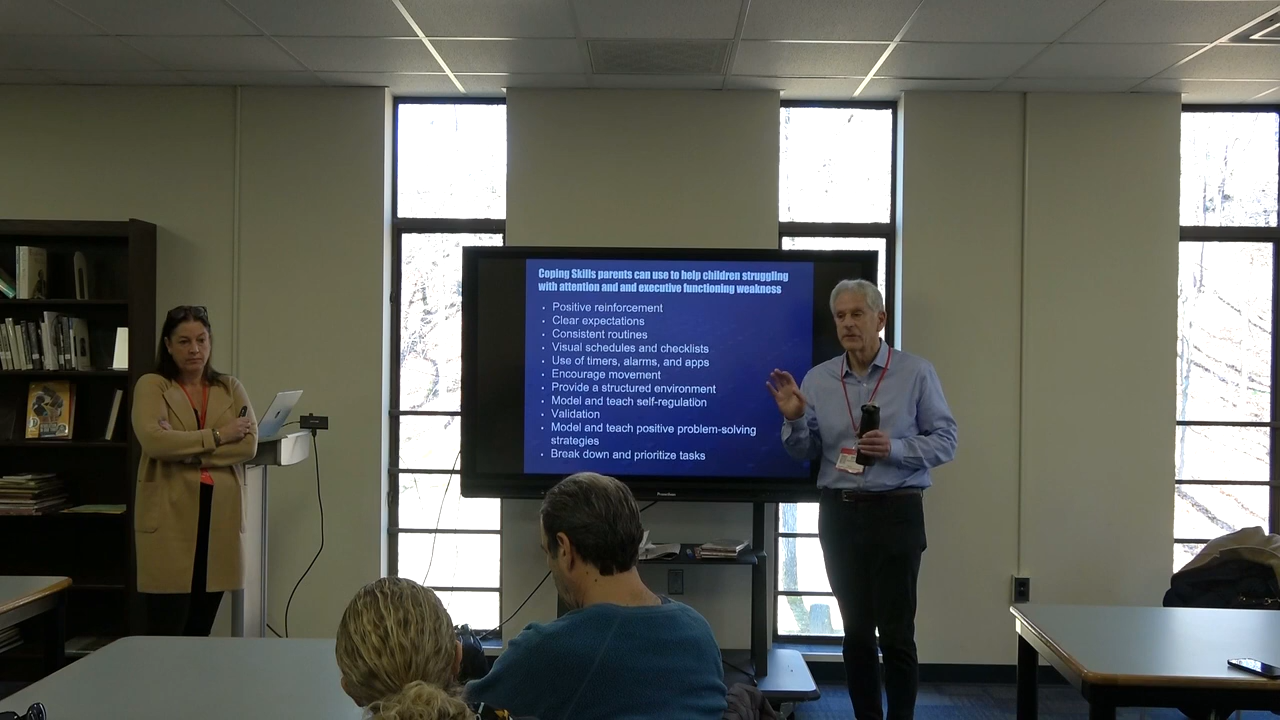 Coping Skills parents can use to help children struggling
with attention and and executive functioning weakness
• Positive reinforcement
• Clear expectations
• Consistent routines
• Visual schedules and checklists
• Use of timers, alarms, and apps
• Encourage movement
• Provide a structured environment
• Model and teach self-regulation
• Validation
• Model and teach positive problem-solving
strategies
• Break down and prioritize tasks